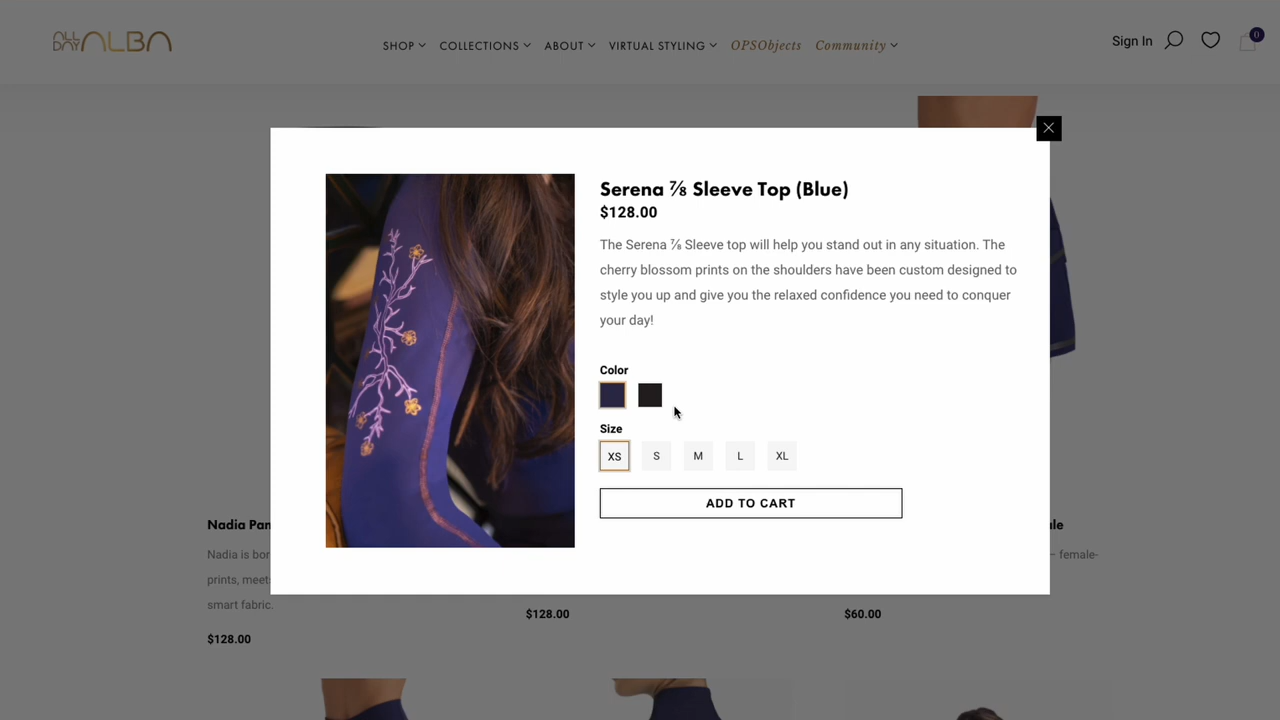 ALL DAY ALBA
SHOP
COLLECTIONS
ABOUT
VIRTUAL STYLING
OPSObjects
Community
Sign In
0
Serena ⅞ Sleeve Top (Blue)
$128.00
The Serena ⅞ Sleeve top will help you stand out in any situation. The
cherry blossom prints on the shoulders have been custom designed to
style you up and give you the relaxed confidence you need to conquer
your day!
Color
Size
XS S M L XL
ADD TO CART
Nadia Pan
Nadia is bor
prints, meet
smart fabric.
$128.00
$128.00
ule
– female-
$60.00